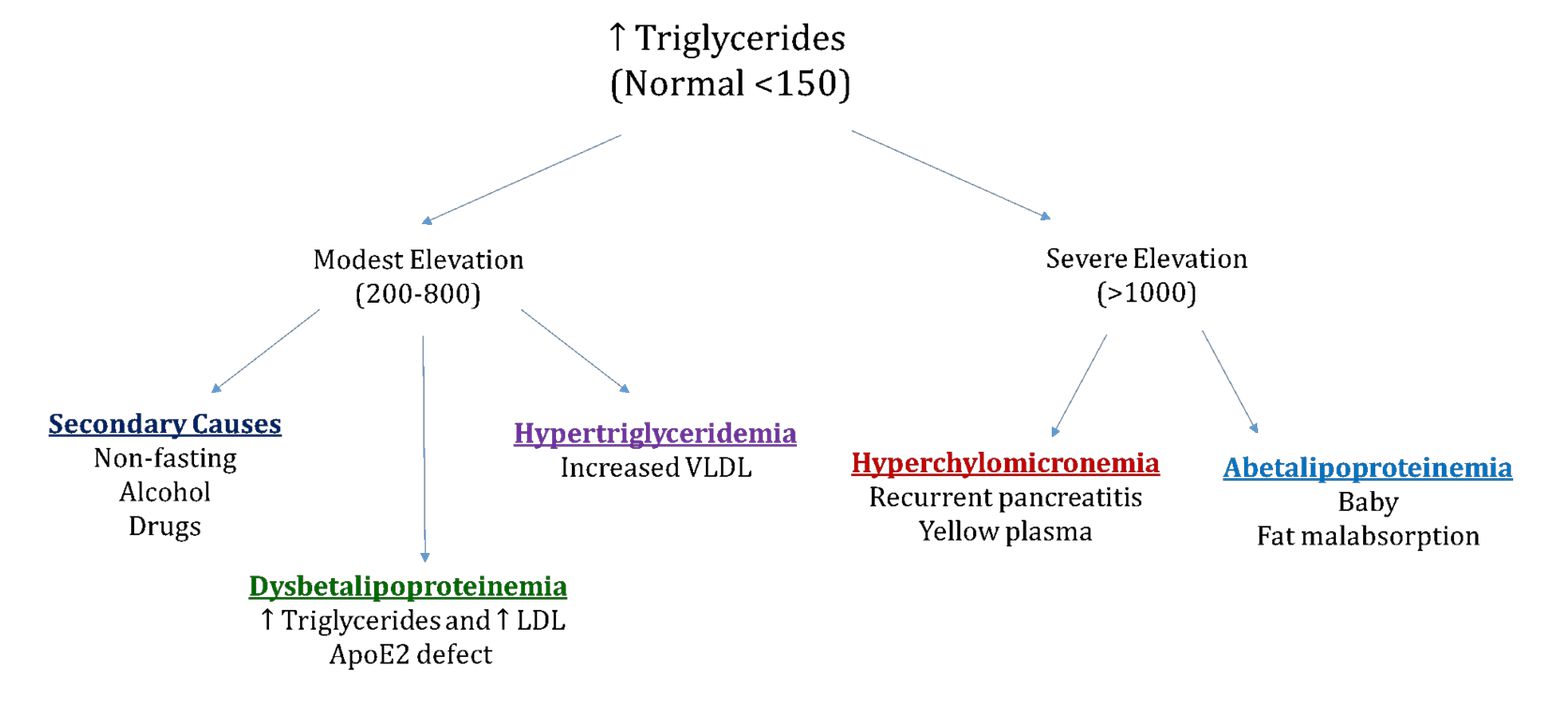 ↑ Triglycerides
(Normal <150)
Modest Elevation
(200-800)
Severe Elevation
(>1000)
Secondary Causes
Non-fasting
Alcohol
Drugs
Dysbetalipoproteinemia
↑ Triglycerides and ↑ LDL
ApoE2 defect
Hypertriglyceridemia
Increased VLDL
Hyperchylomicronemia
Recurrent pancreatitis
Yellow plasma
Abetalipoproteinemia
Baby
Fat malabsorption